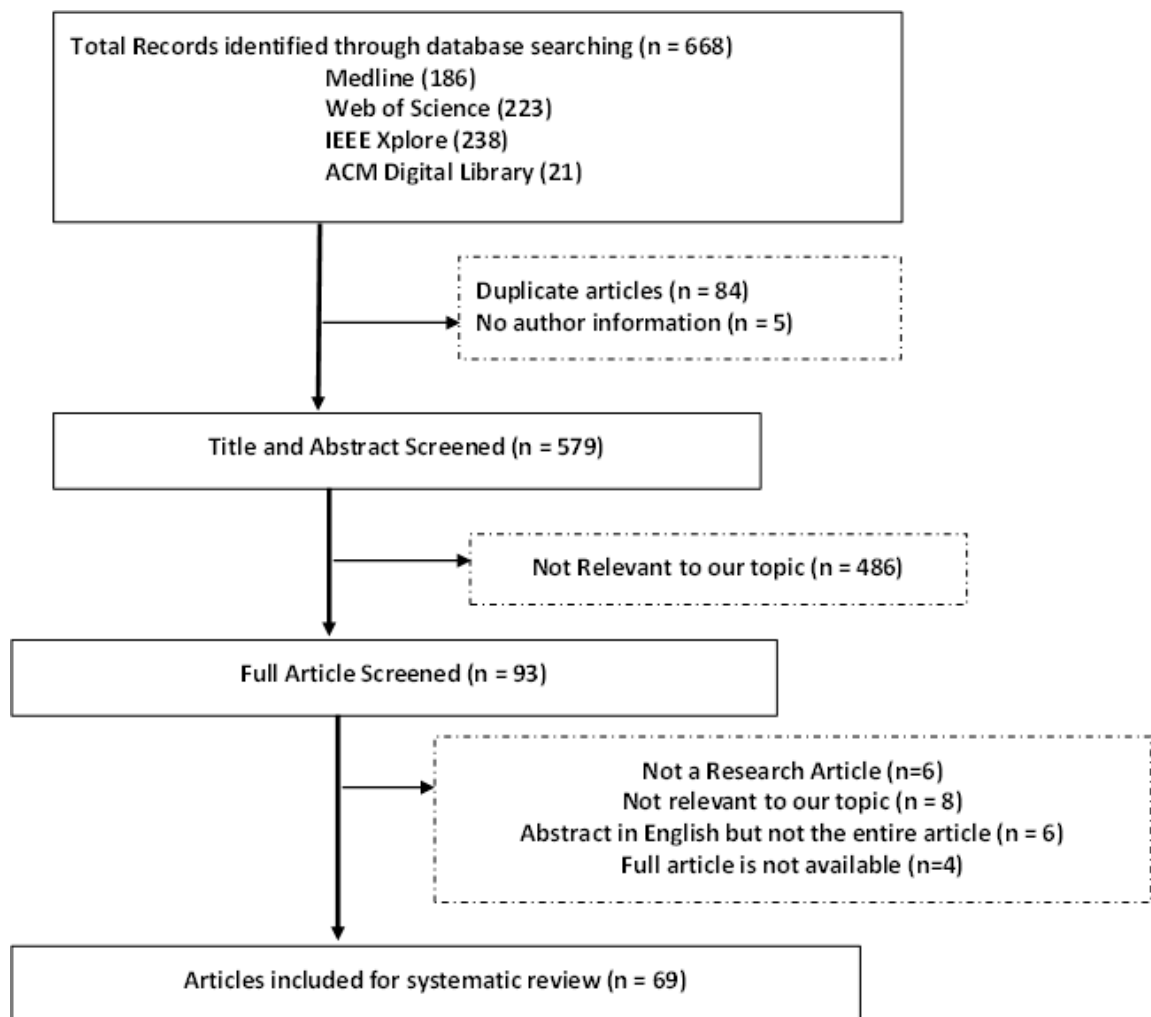 Total Records identified through database searching (n = 668)
Medline (186)
Web of Science (223)
IEEE Xplore (238)
ACM Digital Library (21)
Duplicate articles (n = 84)
No author information (n = 5)
Title and Abstract Screened (n = 579)
Not Relevant to our topic (n = 486)
Full Article Screened (n = 93)
Not a Research Article (n=6)
Not relevant to our topic (n = 8)
Abstract in English but not the entire article (n = 6)
Full article is not available (n=4)
Articles included for systematic review (n = 69)